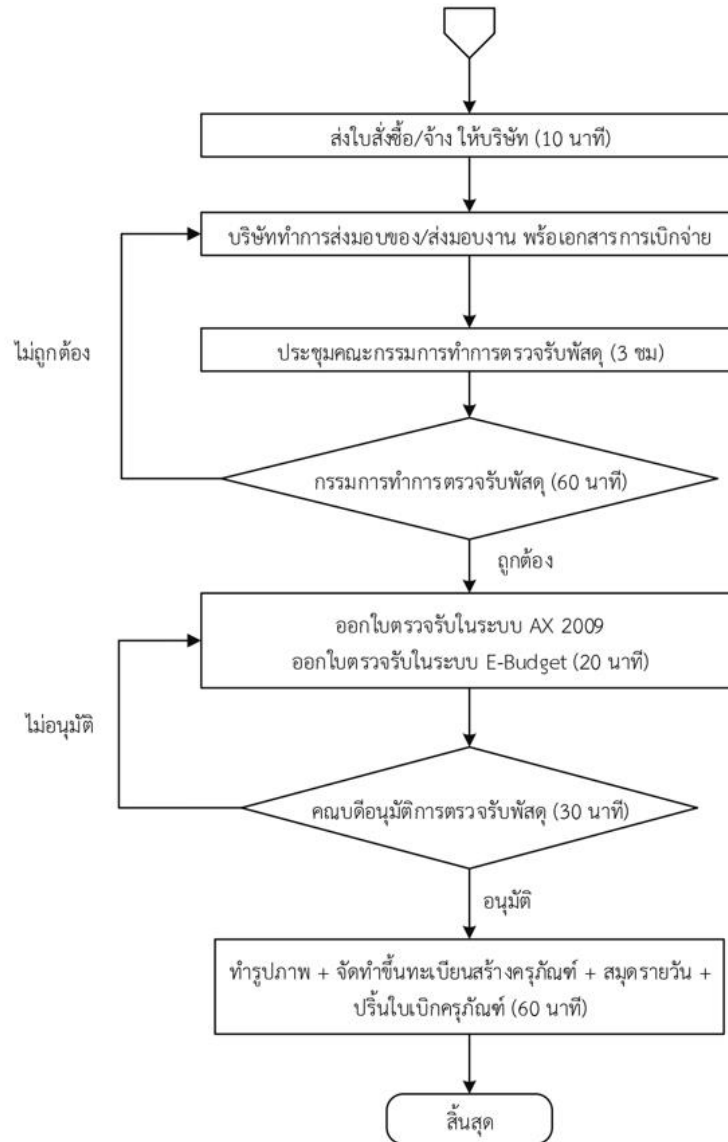 ส่งใบสั่งซื้อ/จ้าง ให้บริษัท (10 นาที)
บริษัททำการส่งมอบของ/ส่งมอบงาน พร้อเอกสารการเบิกจ่าย
ไม่ถูกต้อง
ประชุมคณะกรรมการทำการตรวจรับพัสดุ (3 ชม)
กรรมการทำการตรวจรับพัสดุ (60 นาที)
ถูกต้อง
ออกใบตรวจรับในระบบ AX 2009
ออกใบตรวจรับในระบบ E-Budget (20 นาที)
ไม่อนุมัติ
คณบดีอนุมัติการตรวจรับพัสดุ (30 นาที)
อนุมัติ
ทำรูปภาพ + จัดทำขึ้นทะเบียนสร้างครุภัณฑ์ + สมุดรายวัน +
ปริ้นใบเบิกครุภัณฑ์ (60 นาที)
สิ้นสุด